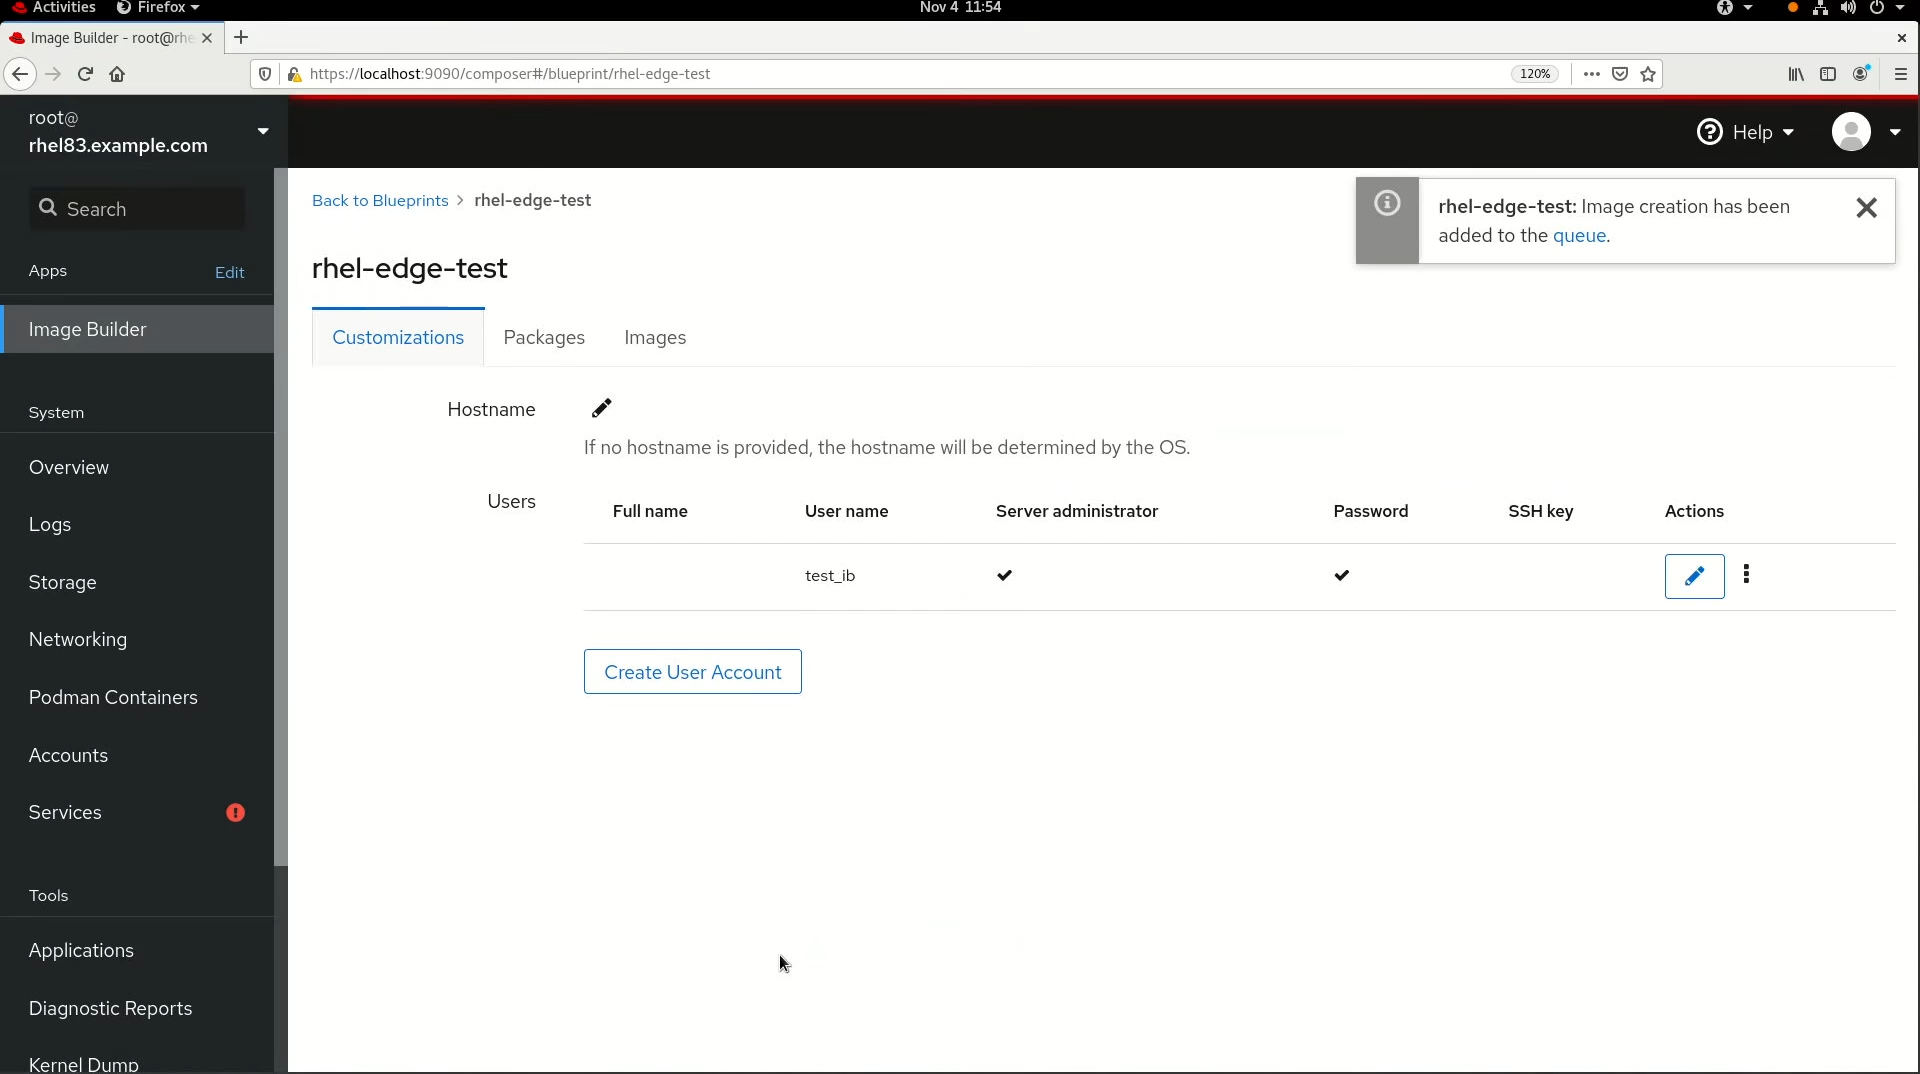 Activities
Firefox
Nov 4 11:54
Image Builder - root@rhe
https://localhost:9090/composer#/blueprint/rhel-edge-test
120%
root@
rhel83.example.com
Help
Search
Apps
Edit
Image Builder
System
Overview
Logs
Storage
Networking
Podman Containers
Accounts
Services
Tools
Applications
Diagnostic Reports
Kernel Dump
Back to Blueprints > rhel-edge-test
rhel-edge-test: Image creation has been
added to the queue.
rhel-edge-test
Customizations
Packages
Images
Hostname
If no hostname is provided, the hostname will be determined by the OS.
Users
Full name
User name
Server administrator
Password
SSH key
Actions
test_ib
Create User Account